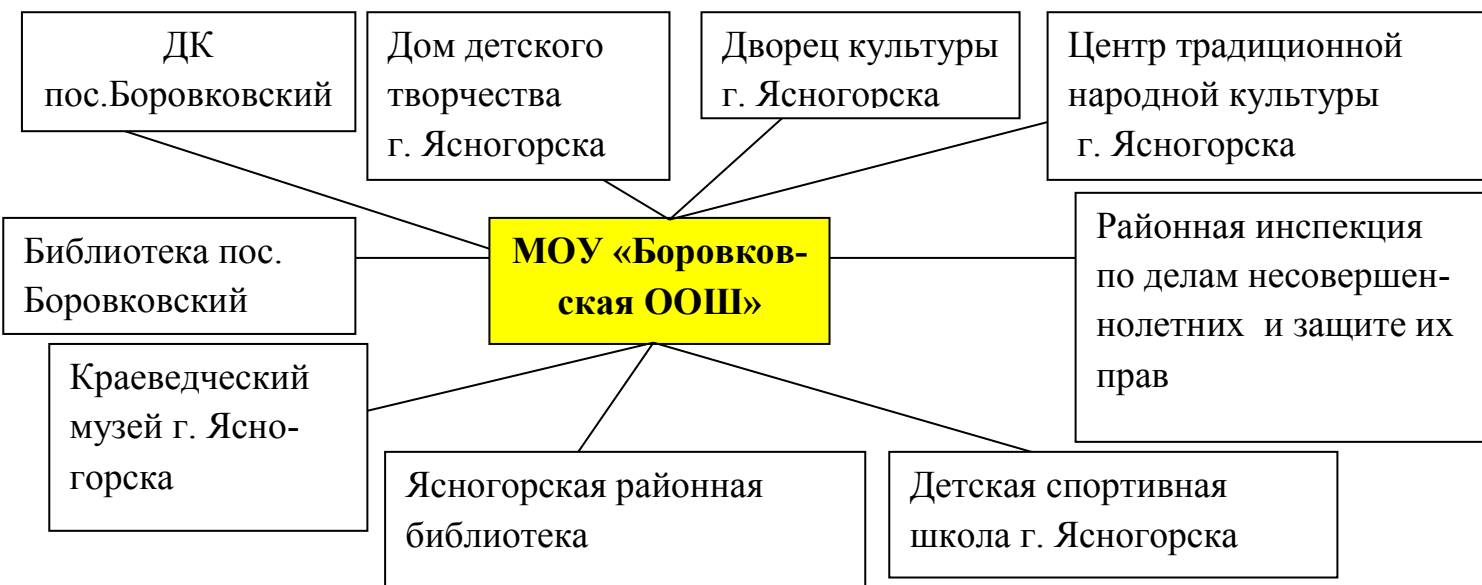 ДК
пос.Боровковский
Дом детского
творчества
г. Ясногорска
Дворец культуры
г. Ясногорска
Центр традиционной
народной культуры
г. Ясногорска
Библиотека пос.
Боровковский
МОУ «Боровков-
ская ООШ»
Районная инспекция
по делам несовершен-
нолетних и защите их
прав
Краеведческий
музей г. Ясно-
горска
Ясногорская районная
библиотека
Детская спортивная
школа г. Ясногорска